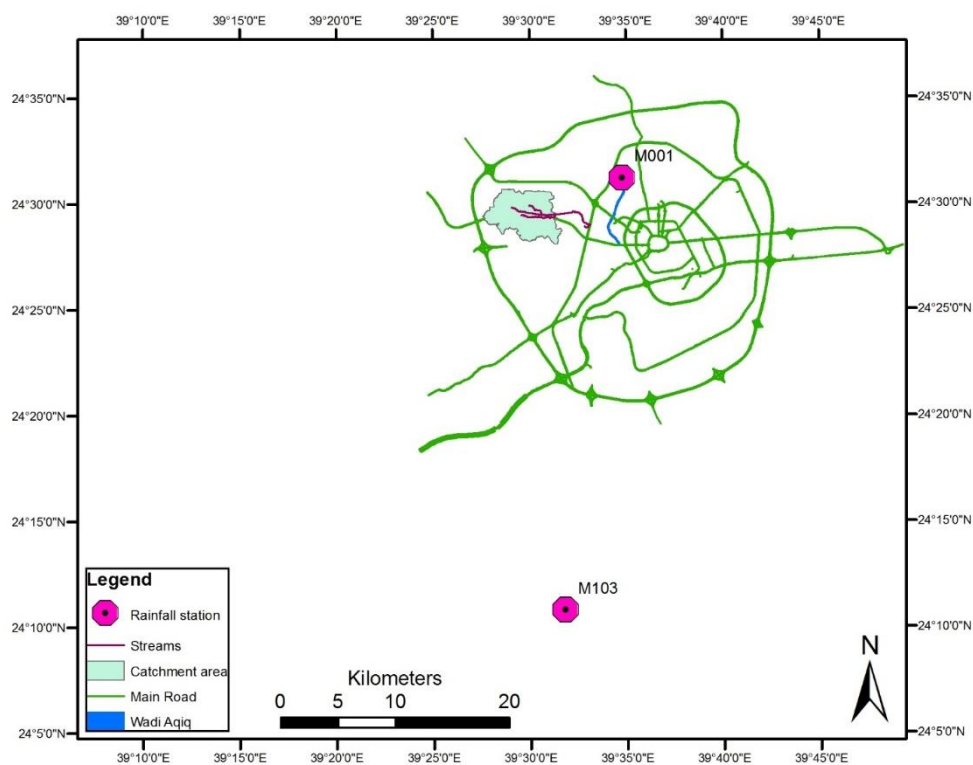 39°10'0"E 39°15'0"E 39°20'0"E 39°25'0"E 39°30'0"E 39°35'0"E 39°40'0"E 39°45'0"E
24°35'0"N 24°35'0"N
M001
24°30'0"N 24°30'0"N
24°25'0"N 24°25'0"N
24°20'0"N 24°20'0"N
24°15'0"N 24°15'0"N
Legend
M103
Rainfall station
24°10'0"N 24°10'0"N
Streams
N
Catchment area
Kilometers
Main Road
0 5 10 20
Wadi Aqiq
24°5'0"N 24°5'0"N
39°10'0"E 39°15'0"E 39°20'0"E 39°25'0"E 39°30'0"E 39°35'0"E 39°40'0"E 39°45'0"E